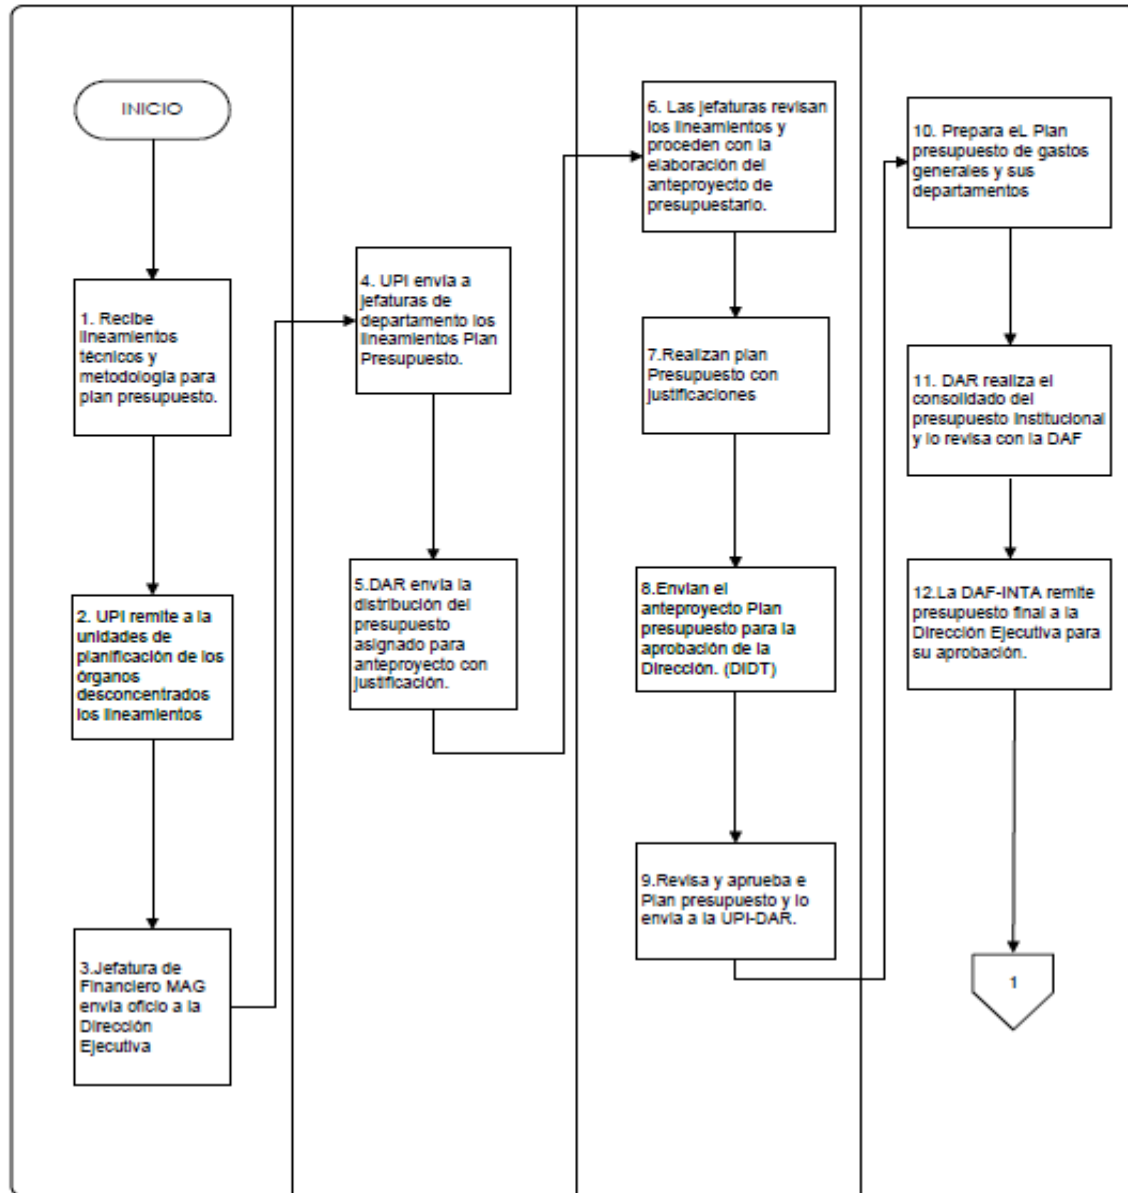 INICIO
1. Recibe
lineamientos
técnicos y
metodología para
plan presupuesto.
2. UPI remite a la
unidades de
planificación de los
órganos
desconcentrados
los lineamientos
3.Jefatura de
Financiero MAG
envía oficio a la
Dirección
Ejecutiva
4. UPI envía a
jefaturas de
departamento los
lineamientos Plan
Presupuesto.
5.DAR envía la
distribución del
presupuesto
asignado para
anteproyecto con
justificación.
6. Las jefaturas revisan
los lineamientos y
proceden con la
elaboración del
anteproyecto de
presupuestario.
7.Realizan plan
Presupuesto con
justificaciones
8.Envían el
anteproyecto Plan
presupuesto para la
aprobación de la
Dirección. (DIDT)
9.Revisa y aprueba e
Plan presupuesto y lo
envía a la UPI-DAR.
10. Prepara eL Plan
presupuesto de gastos
generales y sus
departamentos
11. DAR realiza el
consolidado del
presupuesto Institucional
y lo revisa con la DAF
12.La DAF-INTA remite
presupuesto final a la
Dirección Ejecutiva para
su aprobación.
1